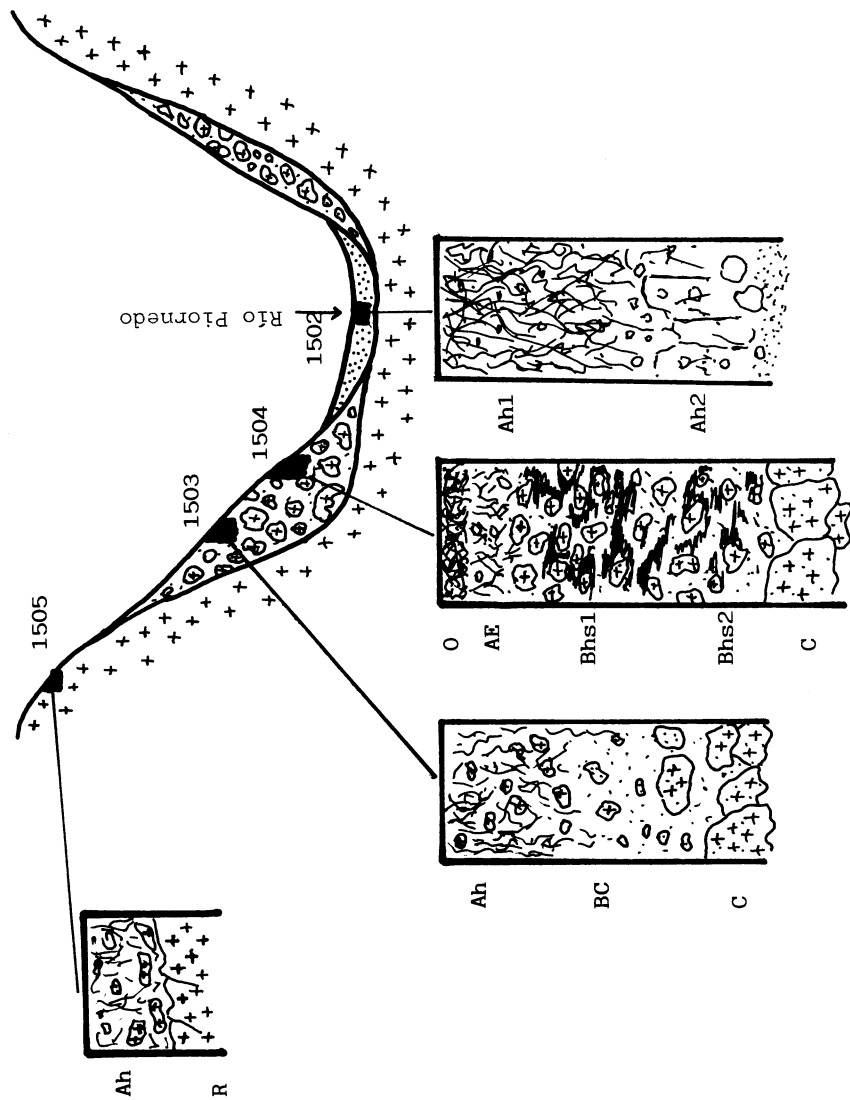 1505
1503
1504
1502
Río Piornedo
Ah
R
Ah
BC
C
O
AE
Bhs1
Bhs2
C
Ah1
Ah2